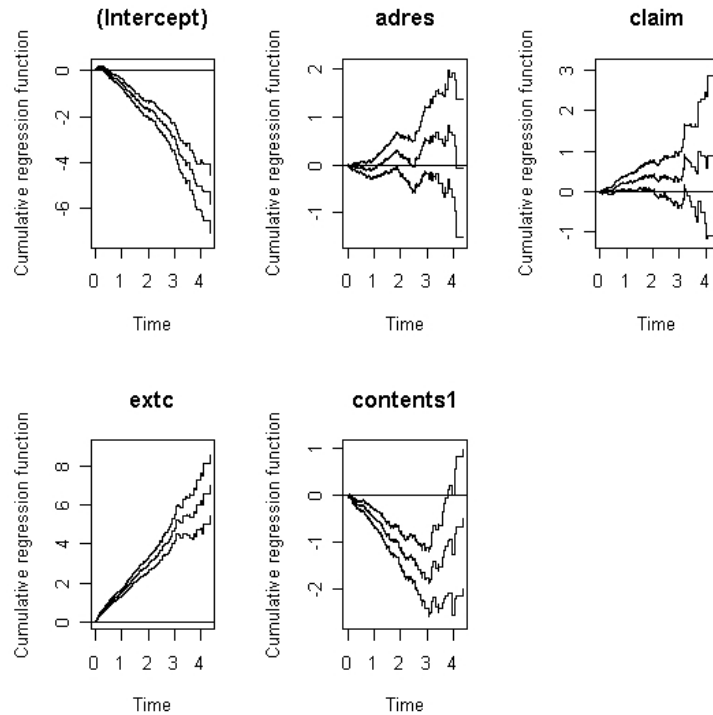 (Intercept)
Cumulative regression function
0
-2
-4
-6
0 1 2 3 4
Time
adres
Cumulative regression function
2
1
0
-1
0 1 2 3 4
Time
claim
Cumulative regression function
3
2
1
0
-1
0 1 2 3 4
Time
extc
Cumulative regression function
8
6
4
2
0
0 1 2 3 4
Time
contents1
Cumulative regression function
1
0
-1
-2
0 1 2 3 4
Time